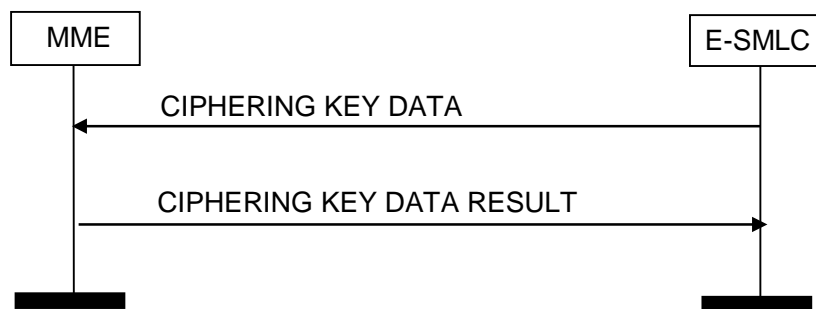 MME
E-SMLC
CIPHERING KEY DATA
CIPHERING KEY DATA RESULT